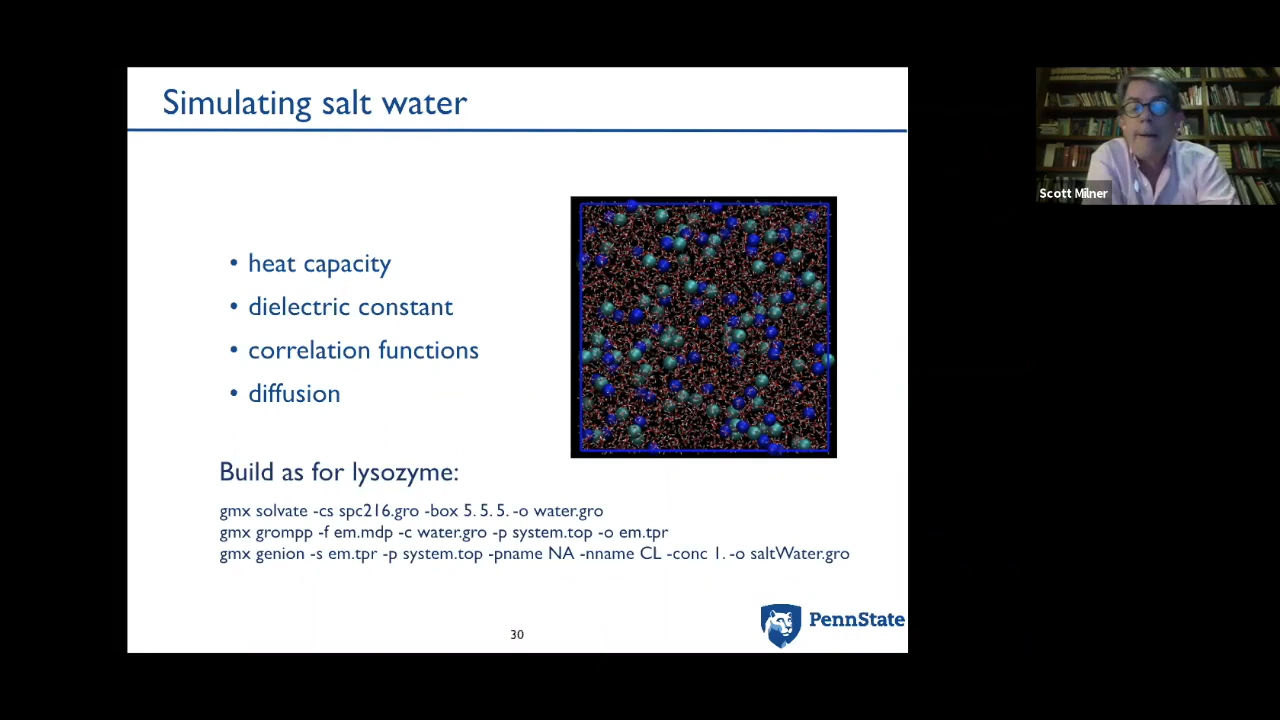 Simulating salt water
• heat capacity
• dielectric constant
• correlation functions
• diffusion
Build as for lysozyme:
gmx solvate -cs spc216.gro -box 5. 5. 5. -o water.gro
gmx grompp -f em.mdp -c water.gro -p system.top -o em.tpr
gmx genion -s em.tpr -p system.top -pname NA -nname CL -conc 1. -o saltWater.gro
30
PennState
Scott Milner